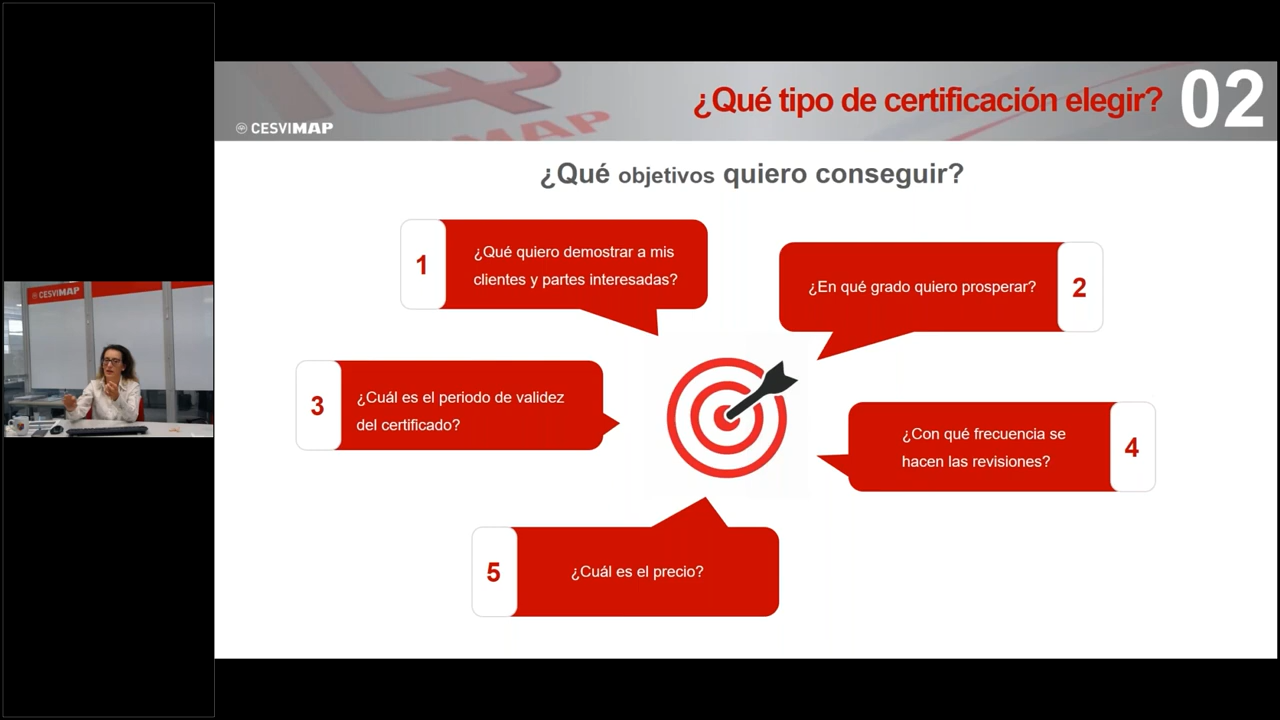 ¿Qué tipo de certificación elegir?
02
CESVIMAP
¿Qué objetivos quiero conseguir?
1
¿Qué quiero demostrar a mis
clientes y partes interesadas?
¿En qué grado quiero prosperar?
2
3
¿Cuál es el periodo de validez
del certificado?
¿Con qué frecuencia se
hacen las revisiones?
4
5
¿Cuál es el precio?
CESVIMAP